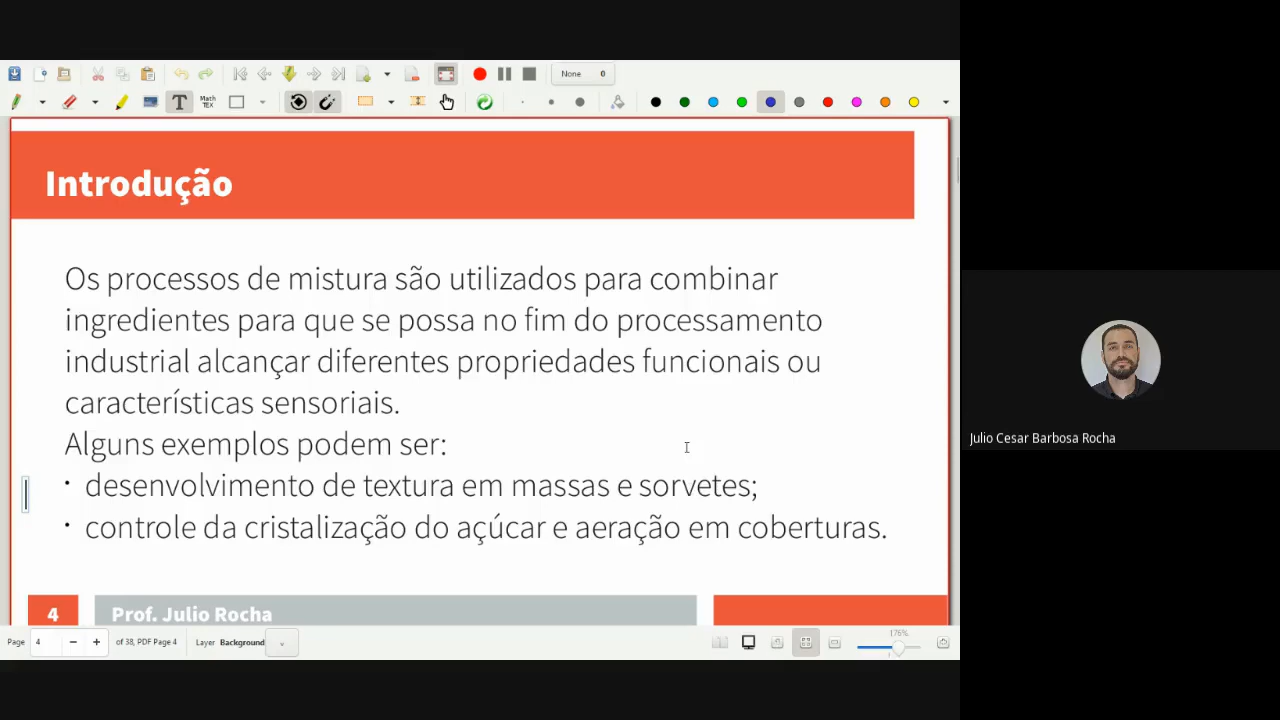 None 0
Math
TEX
Introdução
Os processos de mistura são utilizados para combinar
ingredientes para que se possa no fim do processamento
industrial alcançar diferentes propriedades funcionais ou
características sensoriais.
Alguns exemplos podem ser:
· desenvolvimento de textura em massas e sorvetes;
· controle da cristalização do açúcar e aeração em coberturas.
4 Prof. Julio Rocha
Page 4 of 38, PDF Page 4 Layer Background 176%
Julio Cesar Barbosa Rocha